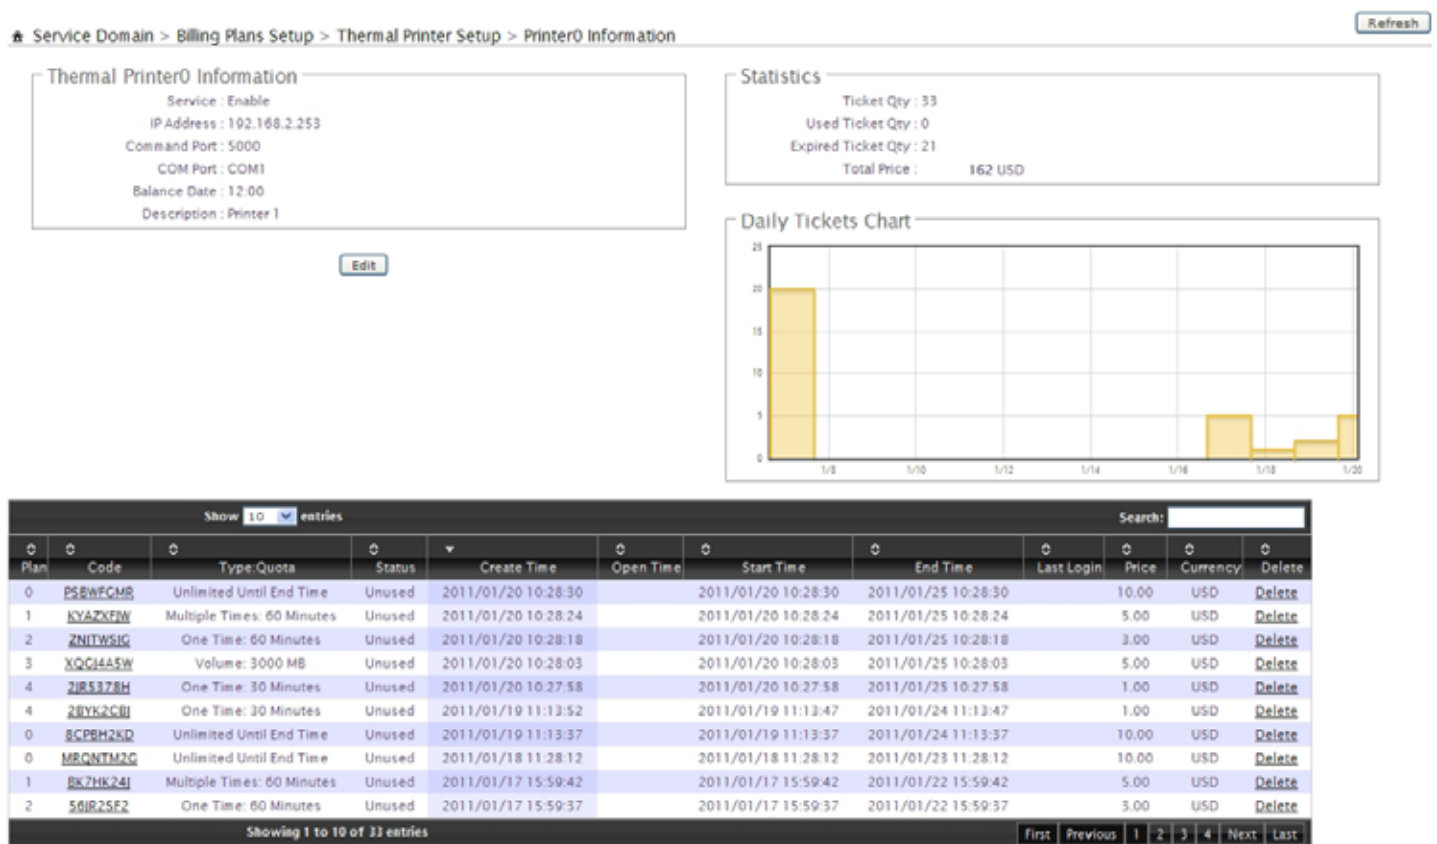 Refresh
Service Domain > Billing Plans Setup > Thermal Printer Setup > Printer0 Information
Thermal Printer0 Information
Service : Enable
IP Address : 192.168.2.253
Command Port : 5000
COM Port : COM1
Balance Date : 12:00
Description : Printer 1
Edit
Statistics
Ticket Qty : 33
Used Ticket Qty : 0
Expired Ticket Qty : 21
Total Price : 162 USD
Daily Tickets Chart
25
20
15
10
5
0
1/8 1/10 1/12 1/14 1/16 1/18 1/20
Show 10 entries Search:
Plan Code Type:Quota Status Create Time Open Time Start Time End Time Last Login Price Currency Delete
0 PSBWFGMR Unlimited Until End Time Unused 2011/01/20 10:28:30 2011/01/20 10:28:30 2011/01/25 10:28:30 10.00 USD Delete
1 KYAZXFJW Multiple Times: 60 Minutes Unused 2011/01/20 10:28:24 2011/01/20 10:28:24 2011/01/25 10:28:24 5.00 USD Delete
2 ZNITWSIG One Time: 60 Minutes Unused 2011/01/20 10:28:18 2011/01/20 10:28:18 2011/01/25 10:28:18 3.00 USD Delete
3 XQGJ4A5W Volume: 3000 MB Unused 2011/01/20 10:28:03 2011/01/20 10:28:03 2011/01/25 10:28:03 5.00 USD Delete
4 2JR5378H One Time: 30 Minutes Unused 2011/01/20 10:27:58 2011/01/20 10:27:58 2011/01/25 10:27:58 1.00 USD Delete
4 2BYK2CBJ One Time: 30 Minutes Unused 2011/01/19 11:13:52 2011/01/19 11:13:47 2011/01/24 11:13:47 1.00 USD Delete
0 8CPBH2KD Unlimited Until End Time Unused 2011/01/19 11:13:37 2011/01/19 11:13:37 2011/01/24 11:13:37 10.00 USD Delete
0 MRQNTM2G Unlimited Until End Time Unused 2011/01/18 11:28:12 2011/01/18 11:28:12 2011/01/23 11:28:12 10.00 USD Delete
1 BK7HK24J Multiple Times: 60 Minutes Unused 2011/01/17 15:59:42 2011/01/17 15:59:42 2011/01/22 15:59:42 5.00 USD Delete
2 56JR25F2 One Time: 60 Minutes Unused 2011/01/17 15:59:37 2011/01/17 15:59:37 2011/01/22 15:59:37 3.00 USD Delete
Showing 1 to 10 of 33 entries First Previous 1 2 3 4 Next Last